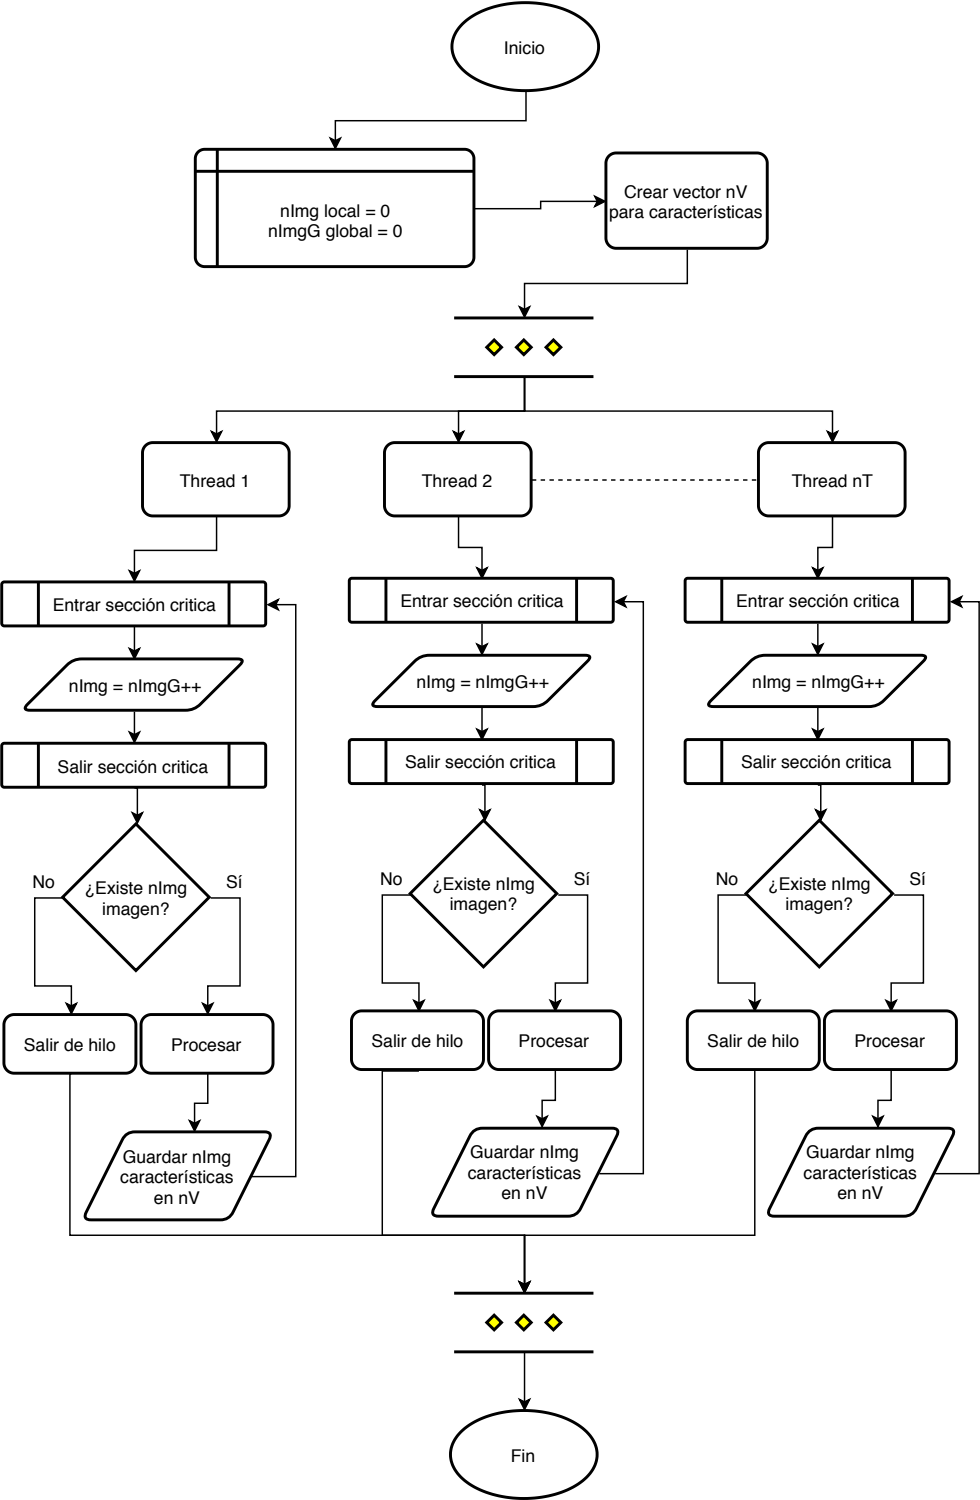 Inicio
nImg local = 0
nImgG global = 0
Crear vector nV
para características
Thread 1
Thread 2
Thread nT
Entrar sección critica
Entrar sección critica
Entrar sección critica
nImg = nImgG++
nImg = nImgG++
nImg = nImgG++
Salir sección critica
Salir sección critica
Salir sección critica
No
¿Existe nImg
imagen?
Sí
No
¿Existe nImg
imagen?
Sí
No
¿Existe nImg
imagen?
Sí
Salir de hilo
Procesar
Salir de hilo
Procesar
Salir de hilo
Procesar
Guardar nImg
características
en nV
Guardar nImg
características
en nV
Guardar nImg
características
en nV
Fin